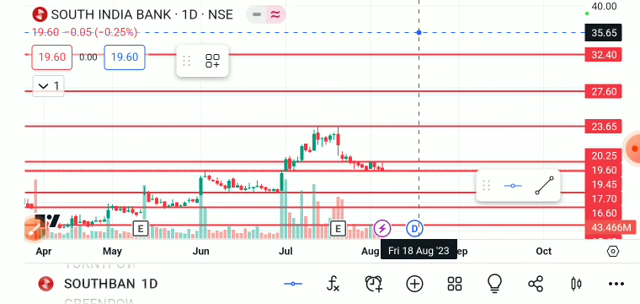 SOUTH INDIA BANK · 1D · NSE
40.00
19.60 −0.05 (−0.25%)
35.65
19.60 0.00 19.60
32.40
1
27.60
23.65
20.25
19.60
19.45
17.70
16.60
E E D
43.466M
Fri 18 Aug '23
Apr May Jun Jul Aug Oct
SOUTHBAN 1D